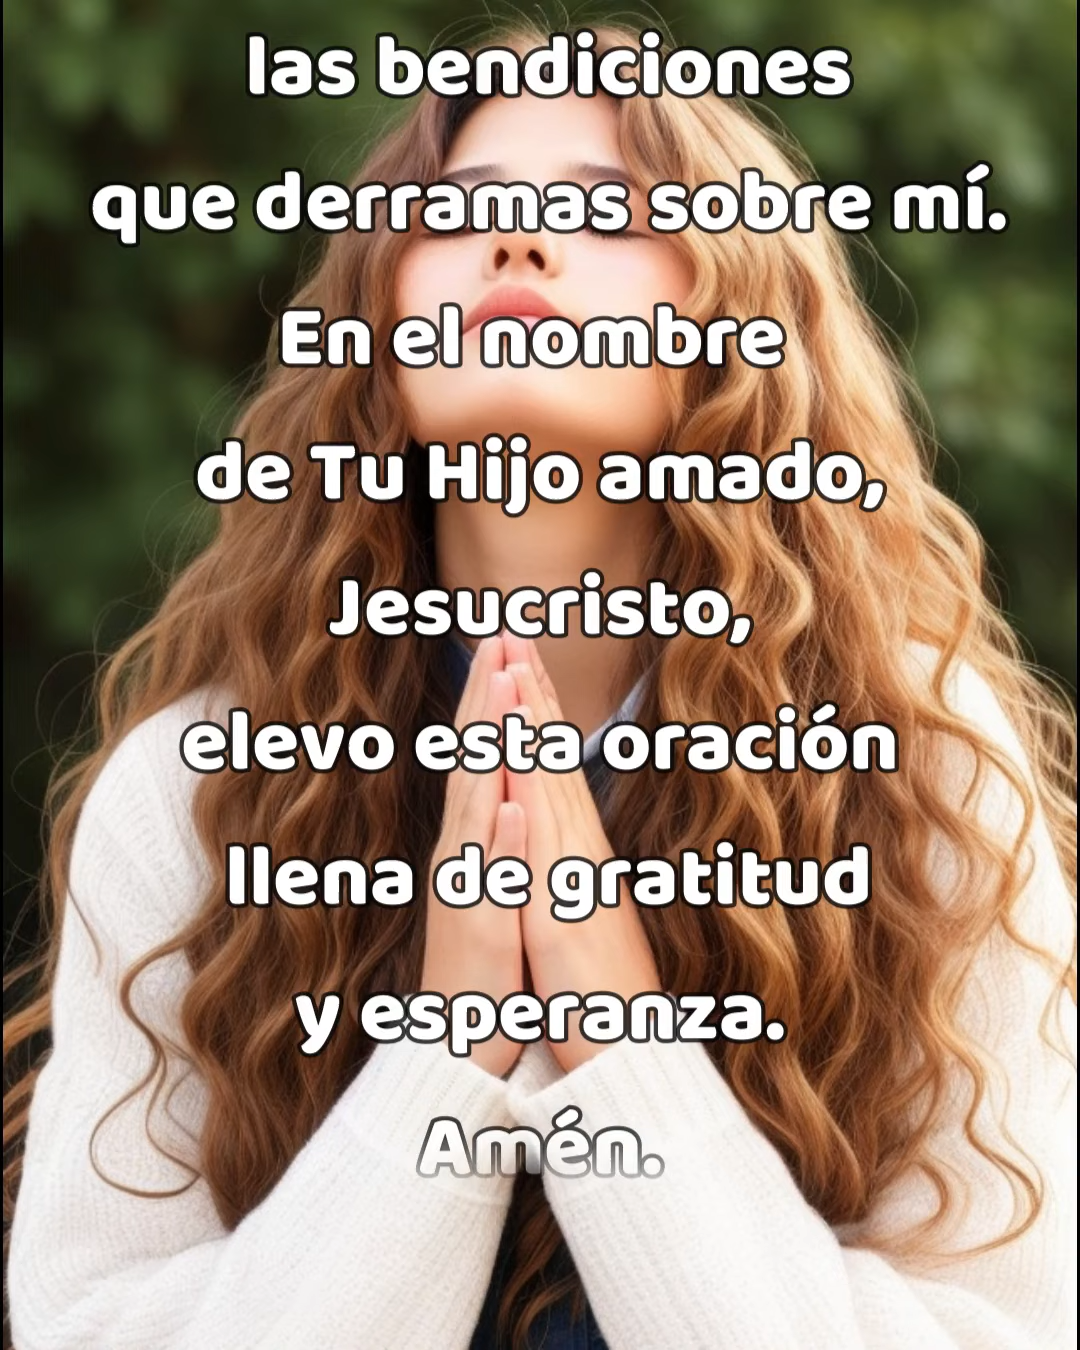 las bendiciones
que derramas sobre mí.
En el nombre
de Tu Hijo amado,
Jesucristo,
elevo esta oración
llena de gratitud
y esperanza.
Amén.